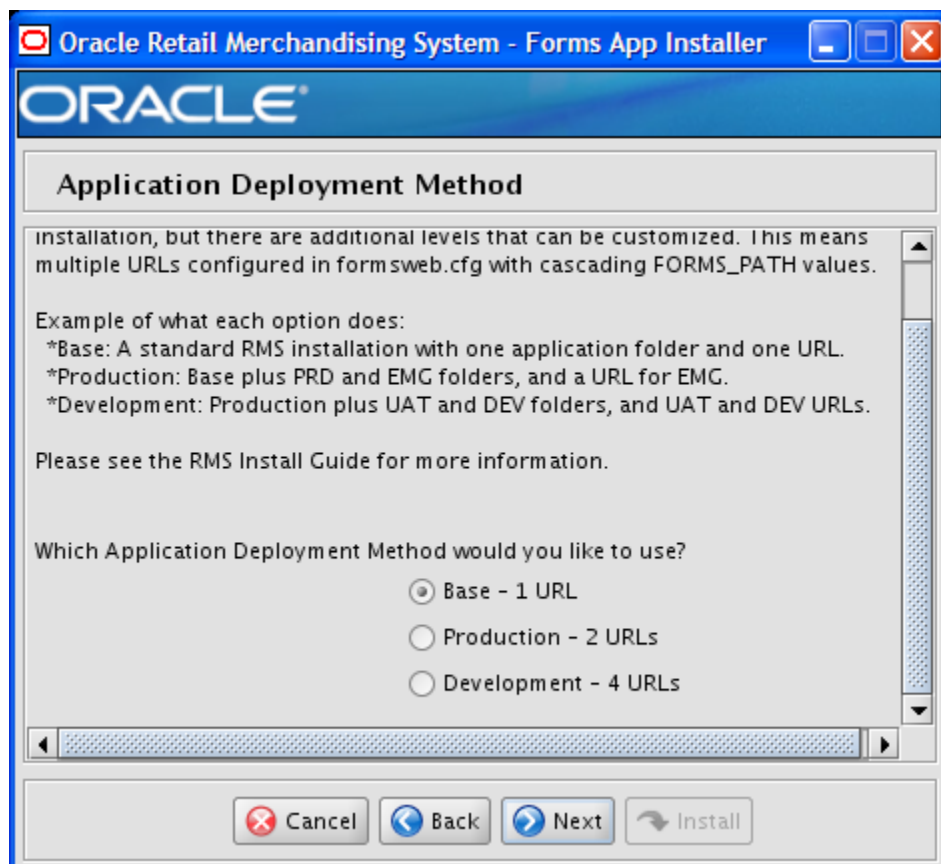 Oracle Retail Merchandising System - Forms App Installer
ORACLE®
Application Deployment Method
installation, but there are additional levels that can be customized. This means
multiple URLs configured in formsweb.cfg with cascading FORMS_PATH values.
Example of what each option does:
*Base: A standard RMS installation with one application folder and one URL.
*Production: Base plus PRD and EMG folders, and a URL for EMG.
*Development: Production plus UAT and DEV folders, and UAT and DEV URLs.
Please see the RMS Install Guide for more information.
Which Application Deployment Method would you like to use?
Base - 1 URL
Production - 2 URLs
Development - 4 URLs
Cancel Back Next Install